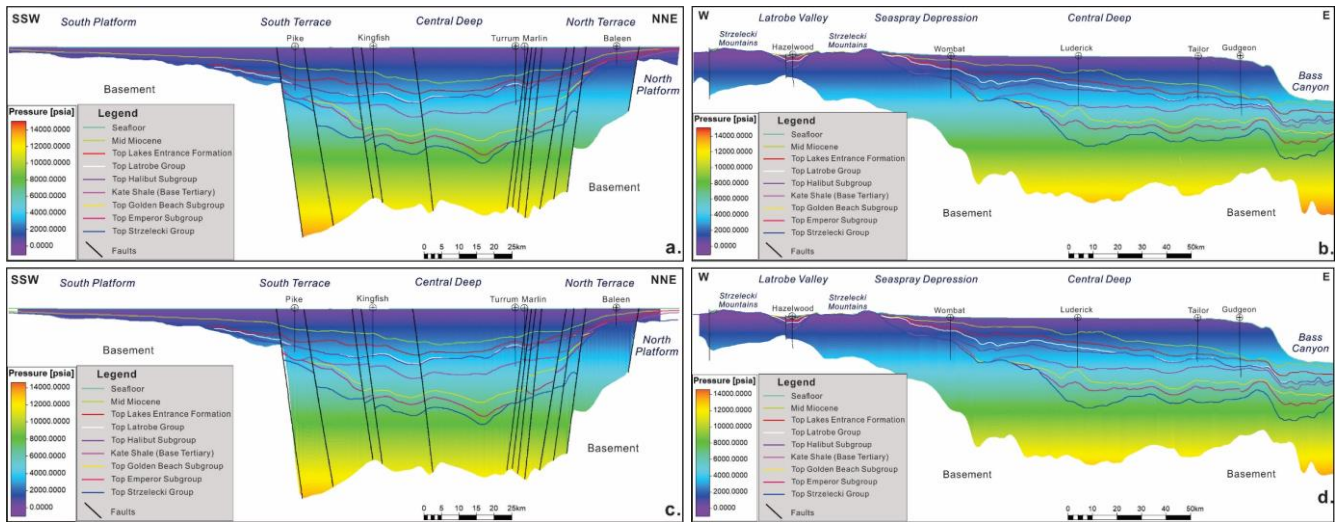 SSW
South Platform
South Terrace
Central Deep
North Terrace
NNE
Pike
Kingfish
Turrum
Marlin
Baleen
North Platform
Basement
Basement
Pressure [psia]
14000.0000
12000.0000
10000.0000
8000.0000
6000.0000
4000.0000
2000.0000
0.0000
Legend
Seafloor
Mid Miocene
Top Lakes Entrance Formation
Top Latrobe Group
Top Halibut Subgroup
Kate Shale (Base Tertiary)
Top Golden Beach Subgroup
Top Emperor Subgroup
Top Strzelecki Group
Faults
0 5 10 15 20 25km
a.
W
Latrobe Valley
Seaspray Depression
Central Deep
E
Strzelecki Mountains
Hazelwood
Strzelecki Mountains
Wombat
Luderick
Tailor
Gudgeon
Bass Canyon
Basement
Basement
Pressure [psia]
14000.0000
12000.0000
10000.0000
8000.0000
6000.0000
4000.0000
2000.0000
0.0000
Legend
Seafloor
Mid Miocene
Top Lakes Entrance Formation
Top Latrobe Group
Top Halibut Subgroup
Kate Shale (Base Tertiary)
Top Golden Beach Subgroup
Top Emperor Subgroup
Top Strzelecki Group
Faults
0 10 20 30 40 50km
b.
SSW
South Platform
South Terrace
Central Deep
North Terrace
NNE
Pike
Kingfish
Turrum
Marlin
Baleen
North Platform
Basement
Basement
Pressure [psia]
14000.0000
12000.0000
10000.0000
8000.0000
6000.0000
4000.0000
2000.0000
0.0000
Legend
Seafloor
Mid Miocene
Top Lakes Entrance Formation
Top Latrobe Group
Top Halibut Subgroup
Kate Shale (Base Tertiary)
Top Golden Beach Subgroup
Top Emperor Subgroup
Top Strzelecki Group
Faults
0 5 10 15 20 25km
c.
W
Latrobe Valley
Seaspray Depression
Central Deep
E
Strzelecki Mountains
Hazelwood
Strzelecki Mountains
Wombat
Luderick
Tailor
Gudgeon
Bass Canyon
Basement
Basement
Pressure [psia]
14000.0000
12000.0000
10000.0000
8000.0000
6000.0000
4000.0000
2000.0000
0.0000
Legend
Seafloor
Mid Miocene
Top Lakes Entrance Formation
Top Latrobe Group
Top Halibut Subgroup
Kate Shale (Base Tertiary)
Top Golden Beach Subgroup
Top Emperor Subgroup
Top Strzelecki Group
Faults
0 10 20 30 40 50km
d.